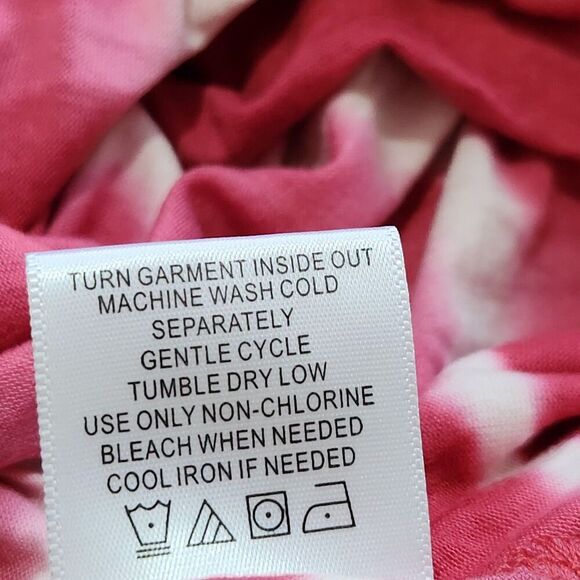 TURN GARMENT INSIDE OUT
MACHINE WASH COLD
SEPARATELY
GENTLE CYCLE
TUMBLE DRY LOW
USE ONLY NON-CHLORINE
BLEACH WHEN NEEDED
COOL IRON IF NEEDED